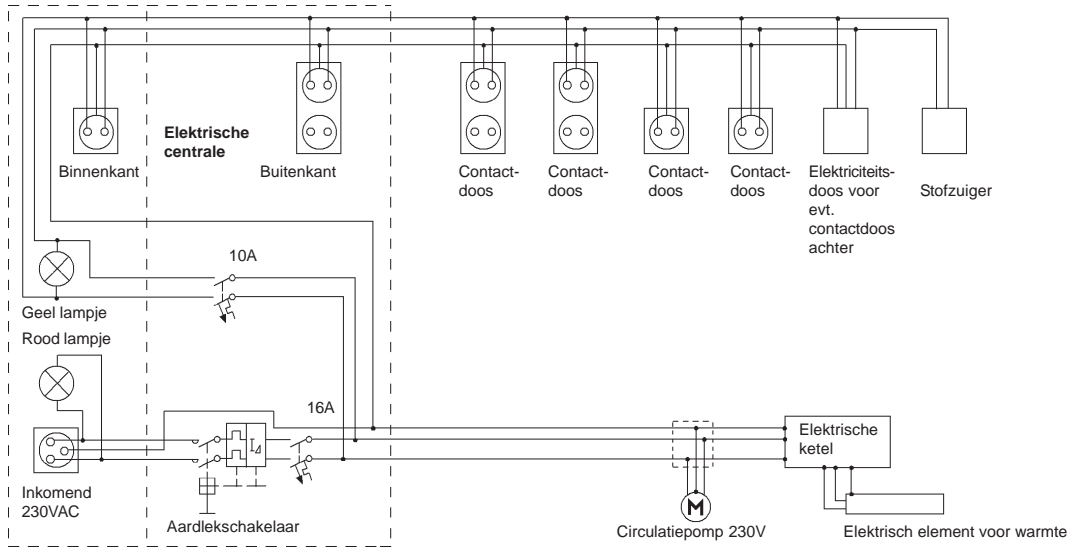 Elektrische
centrale
Binnenkant
Buitenkant
Contact-
doos
Contact-
doos
Contact-
doos
Contact-
doos
Elektriciteits-
doos voor
evt.
contactdoos
achter
Stofzuiger
10A
Geel lampje
Rood lampje
16A
I⊿
Elektrische
ketel
M
Inkomend
230VAC
Aardlekschakelaar
Circulatiepomp 230V
Elektrisch element voor warmte